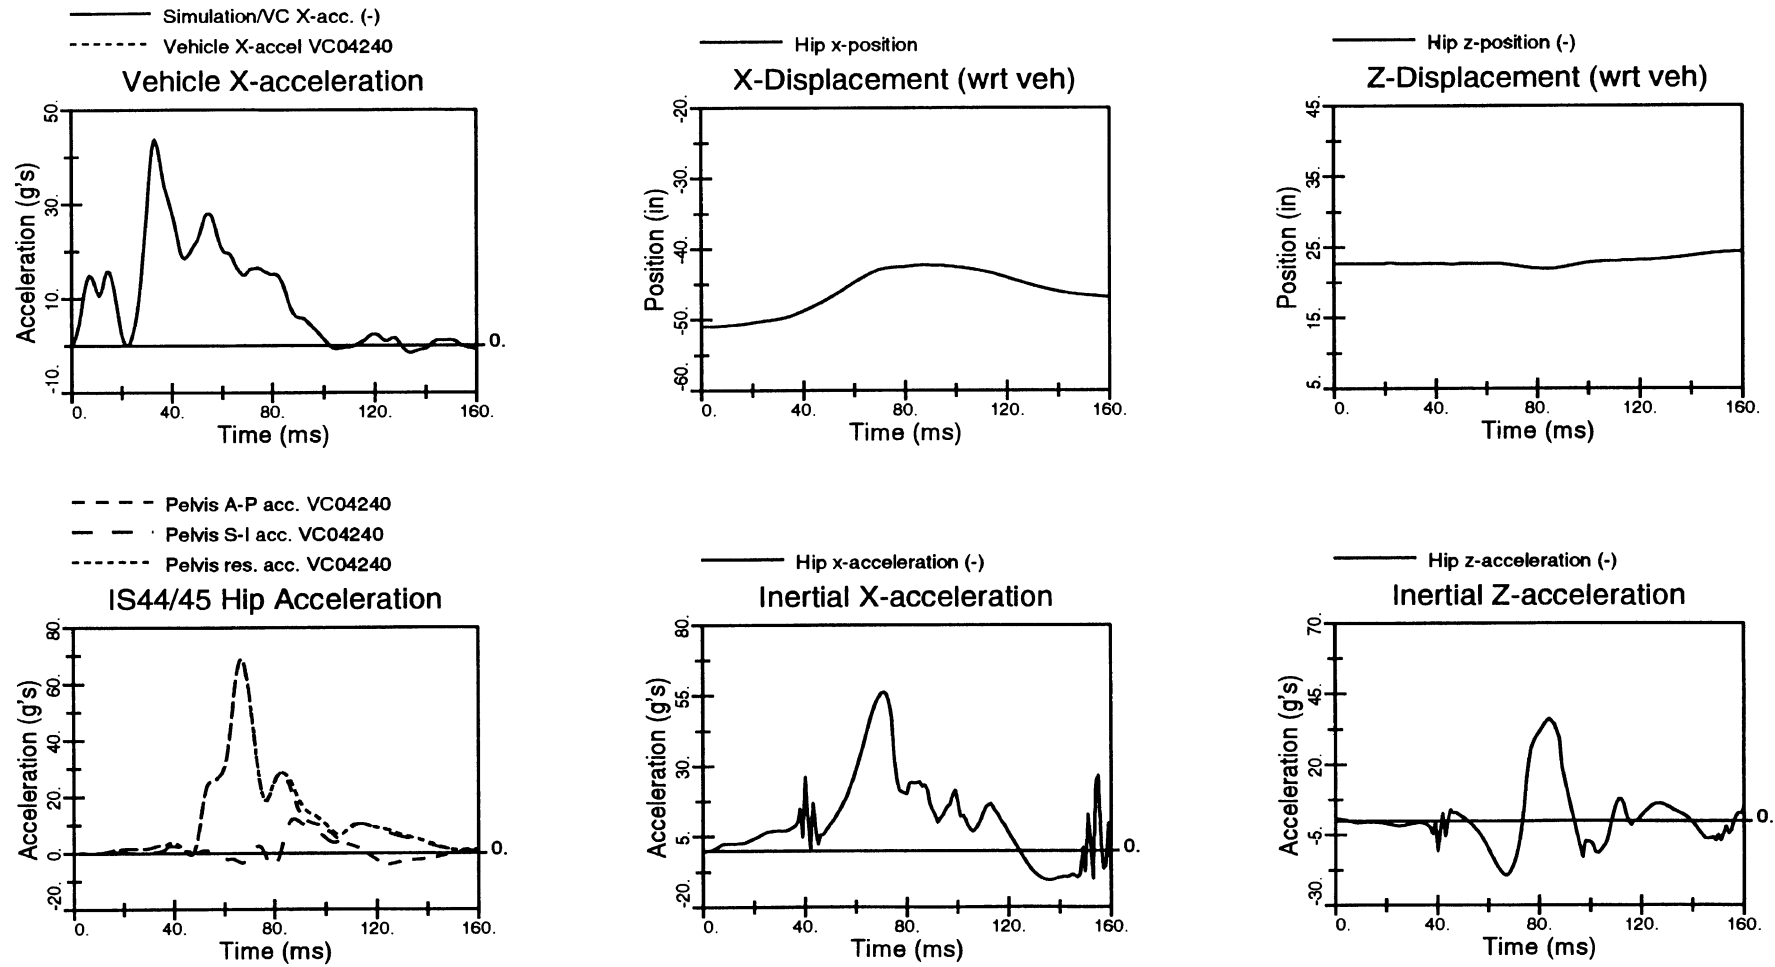 Simulation/VC X-acc. (-)
Vehicle X-accel VC04240
Vehicle X-acceleration
50.
30.
10.
-10.
Acceleration (g's)
0.
0. 40. 80. 120. 160.
Time (ms)
Hip x-position
X-Displacement (wrt veh)
-20.
-30.
-40.
-50.
-60.
Position (in)
0. 40. 80. 120. 160.
Time (ms)
Hip z-position (-)
Z-Displacement (wrt veh)
45.
35.
25.
15.
5.
Position (in)
0. 40. 80. 120. 160.
Time (ms)
Pelvis A-P acc. VC04240
Pelvis S-I acc. VC04240
Pelvis res. acc. VC04240
IS44/45 Hip Acceleration
80.
60.
40.
20.
0.
-20.
Acceleration (g's)
0.
0. 40. 80. 120. 160.
Time (ms)
Hip x-acceleration (-)
Inertial X-acceleration
80.
55.
30.
5.
-20.
Acceleration (g's)
0.
0. 40. 80. 120. 160.
Time (ms)
Hip z-acceleration (-)
Inertial Z-acceleration
70.
45.
20.
-5.
-30.
Acceleration (g's)
0.
0. 40. 80. 120. 160.
Time (ms)